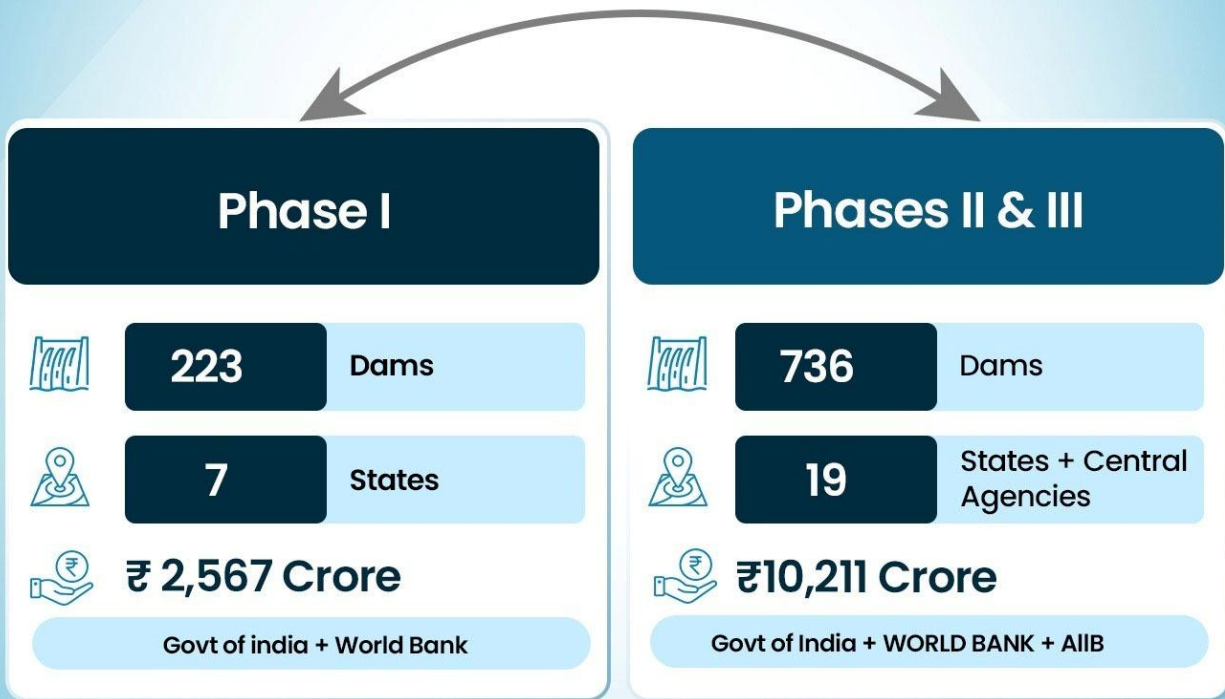 Phase I
223
Dams
7
States
₹ 2,567 Crore
Govt of india + World Bank
Phases II & III
736
Dams
19
States + Central
Agencies
₹10,211 Crore
Govt of India + WORLD BANK + AIIB